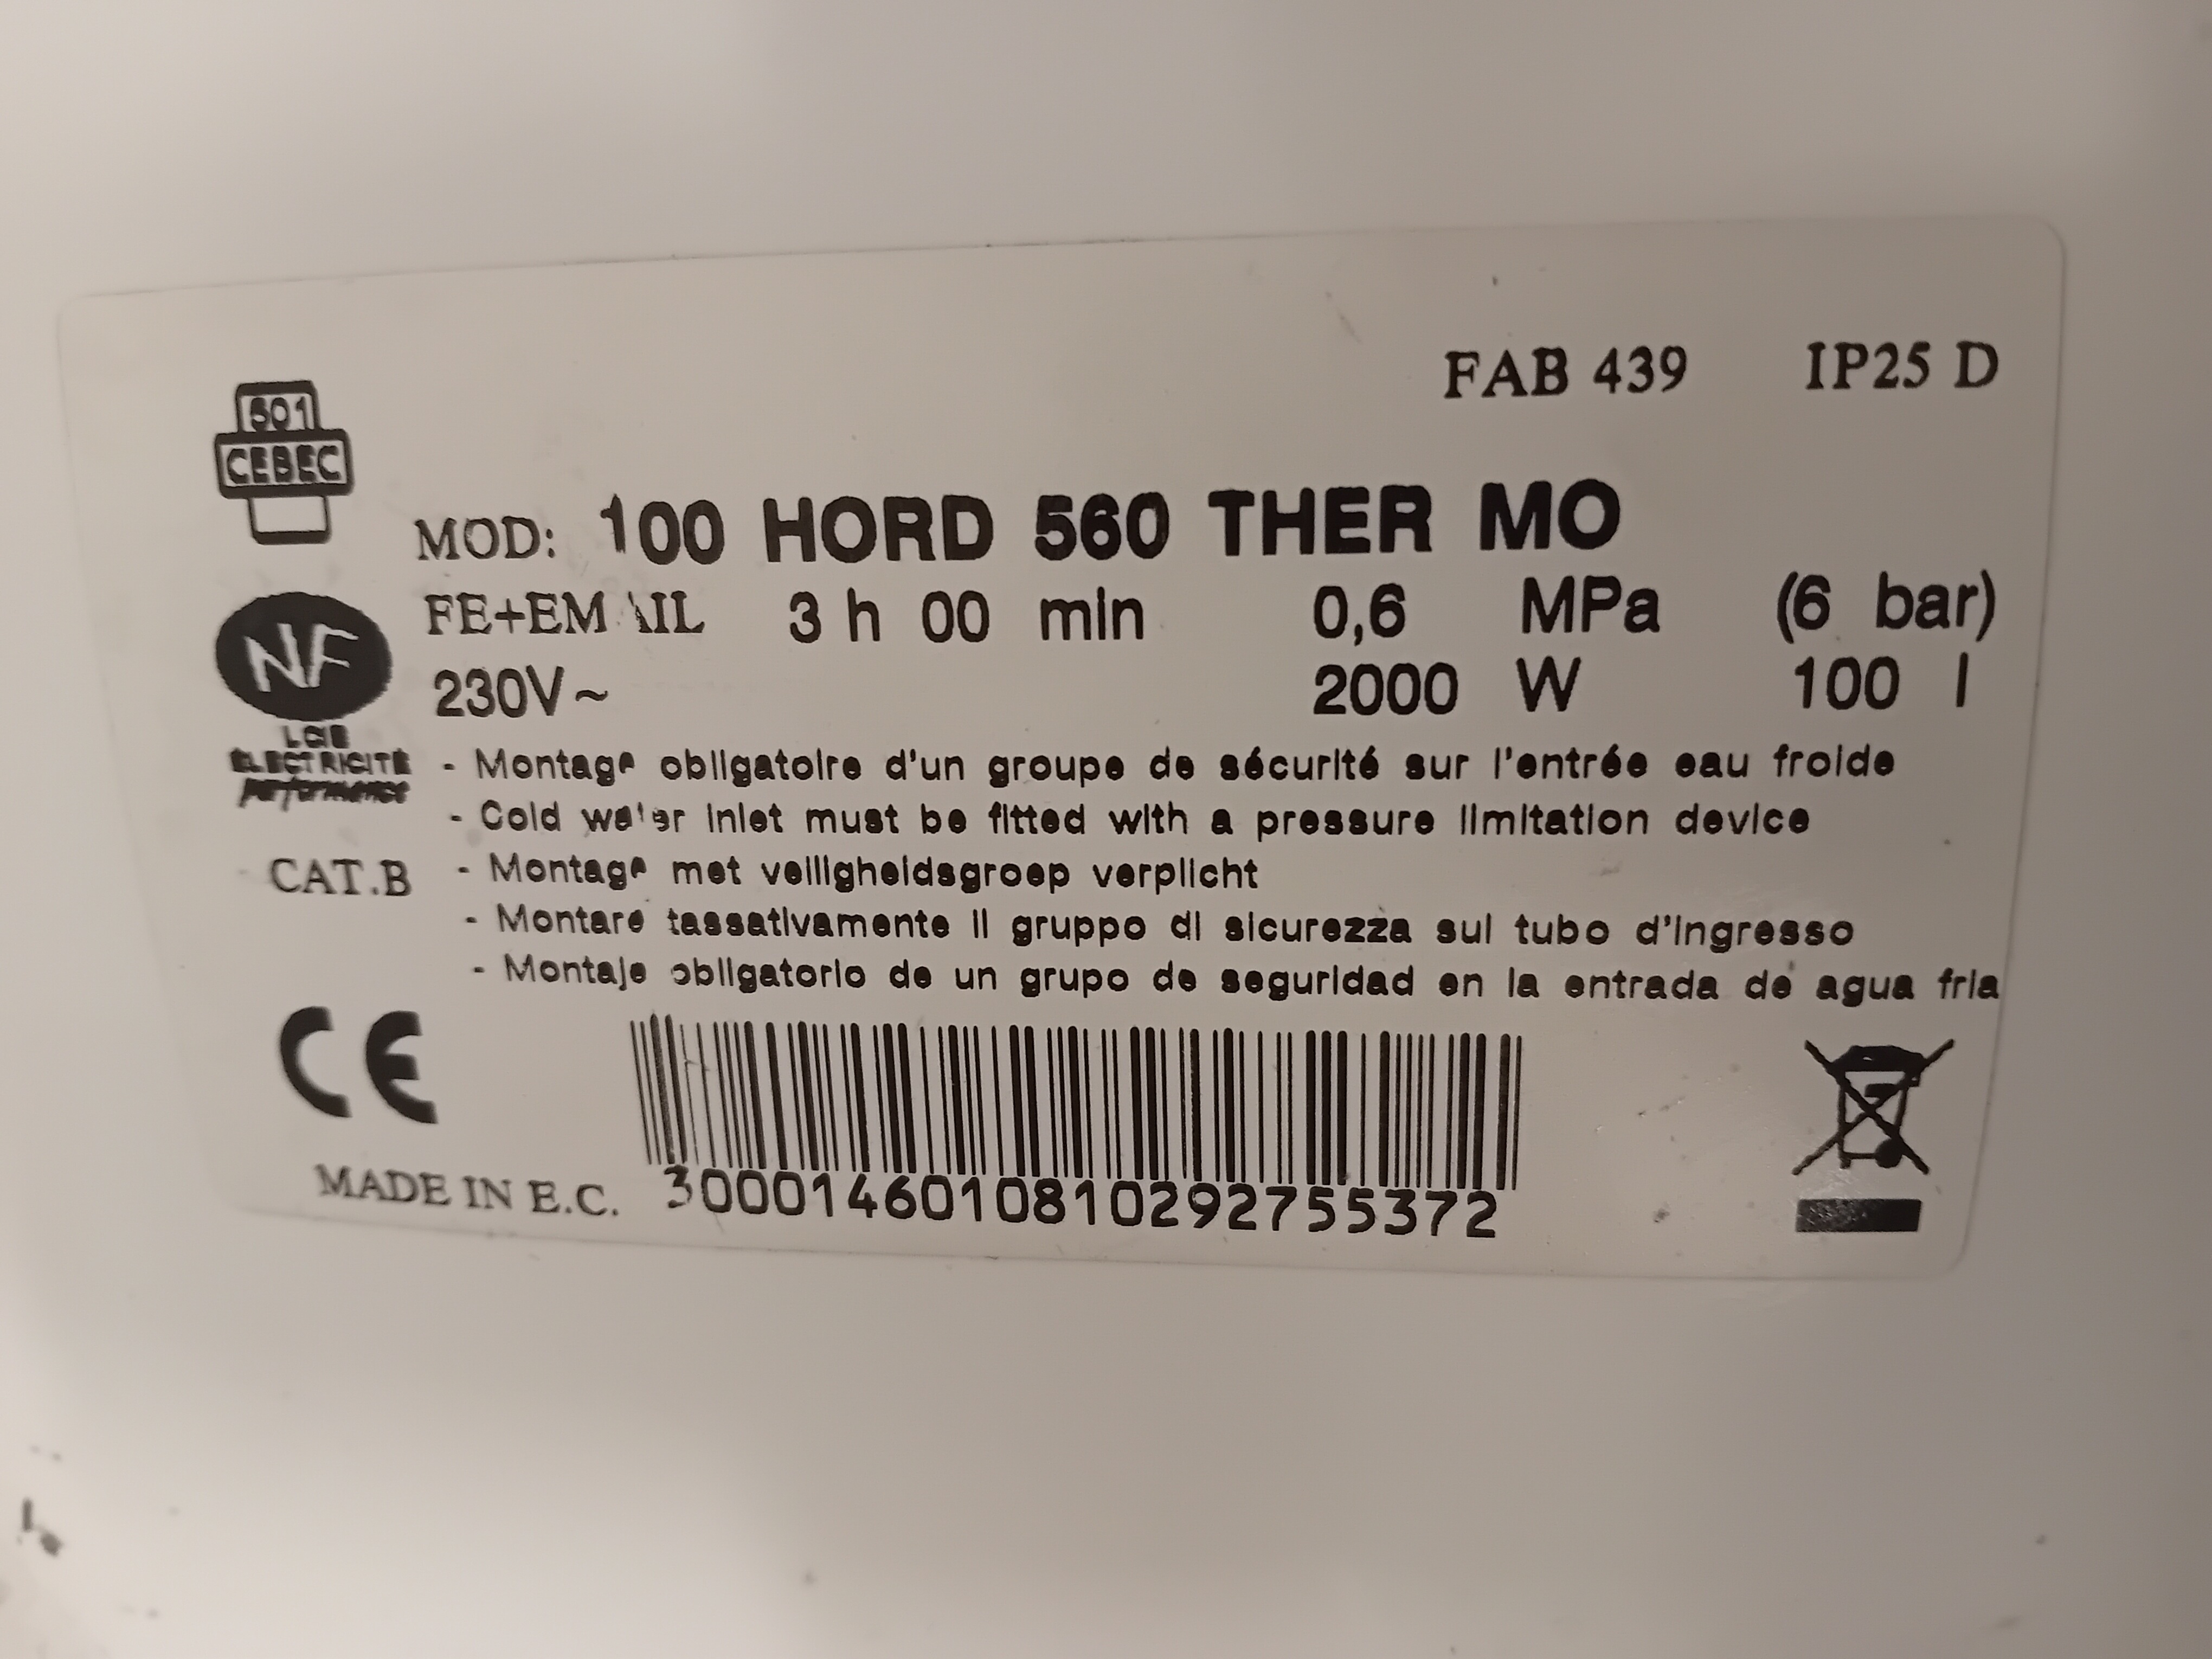 FAB 439 IP25 D
601
CEBEC
MOD: 100 HORD 560 THER MO
NF
FE+EMAIL 3 h 00 min 0,6 MPa (6 bar)
230V~ 2000 W 100 l
LCIE
ELECTRICITÉ
performance
- Montage obligatoire d'un groupe de sécurité sur l'entrée eau froide
- Cold water inlet must be fitted with a pressure limitation device
CAT.B - Montage met veiligheidsgroep verplicht
- Montare tassativamente il gruppo di sicurezza sul tubo d'ingresso
- Montaje obligatorio de un grupo de seguridad en la entrada de agua fria
CE
MADE IN E.C. 3000146010810292755372